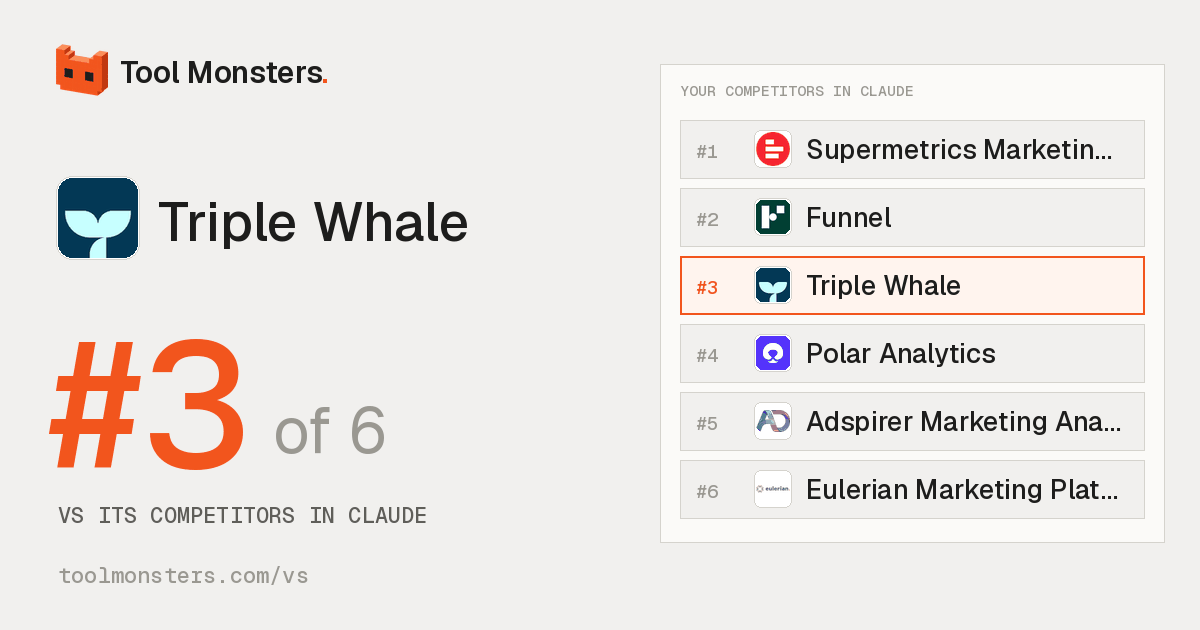 Tool Monsters.
Triple Whale
#3 of 6
VS ITS COMPETITORS IN CLAUDE
toolmonsters.com/vs
YOUR COMPETITORS IN CLAUDE
#1 Supermetrics Marketin...
#2 Funnel
#3 Triple Whale
#4 Polar Analytics
#5 Adspirer Marketing Ana...
#6 eulerian. Eulerian Marketing Plat...